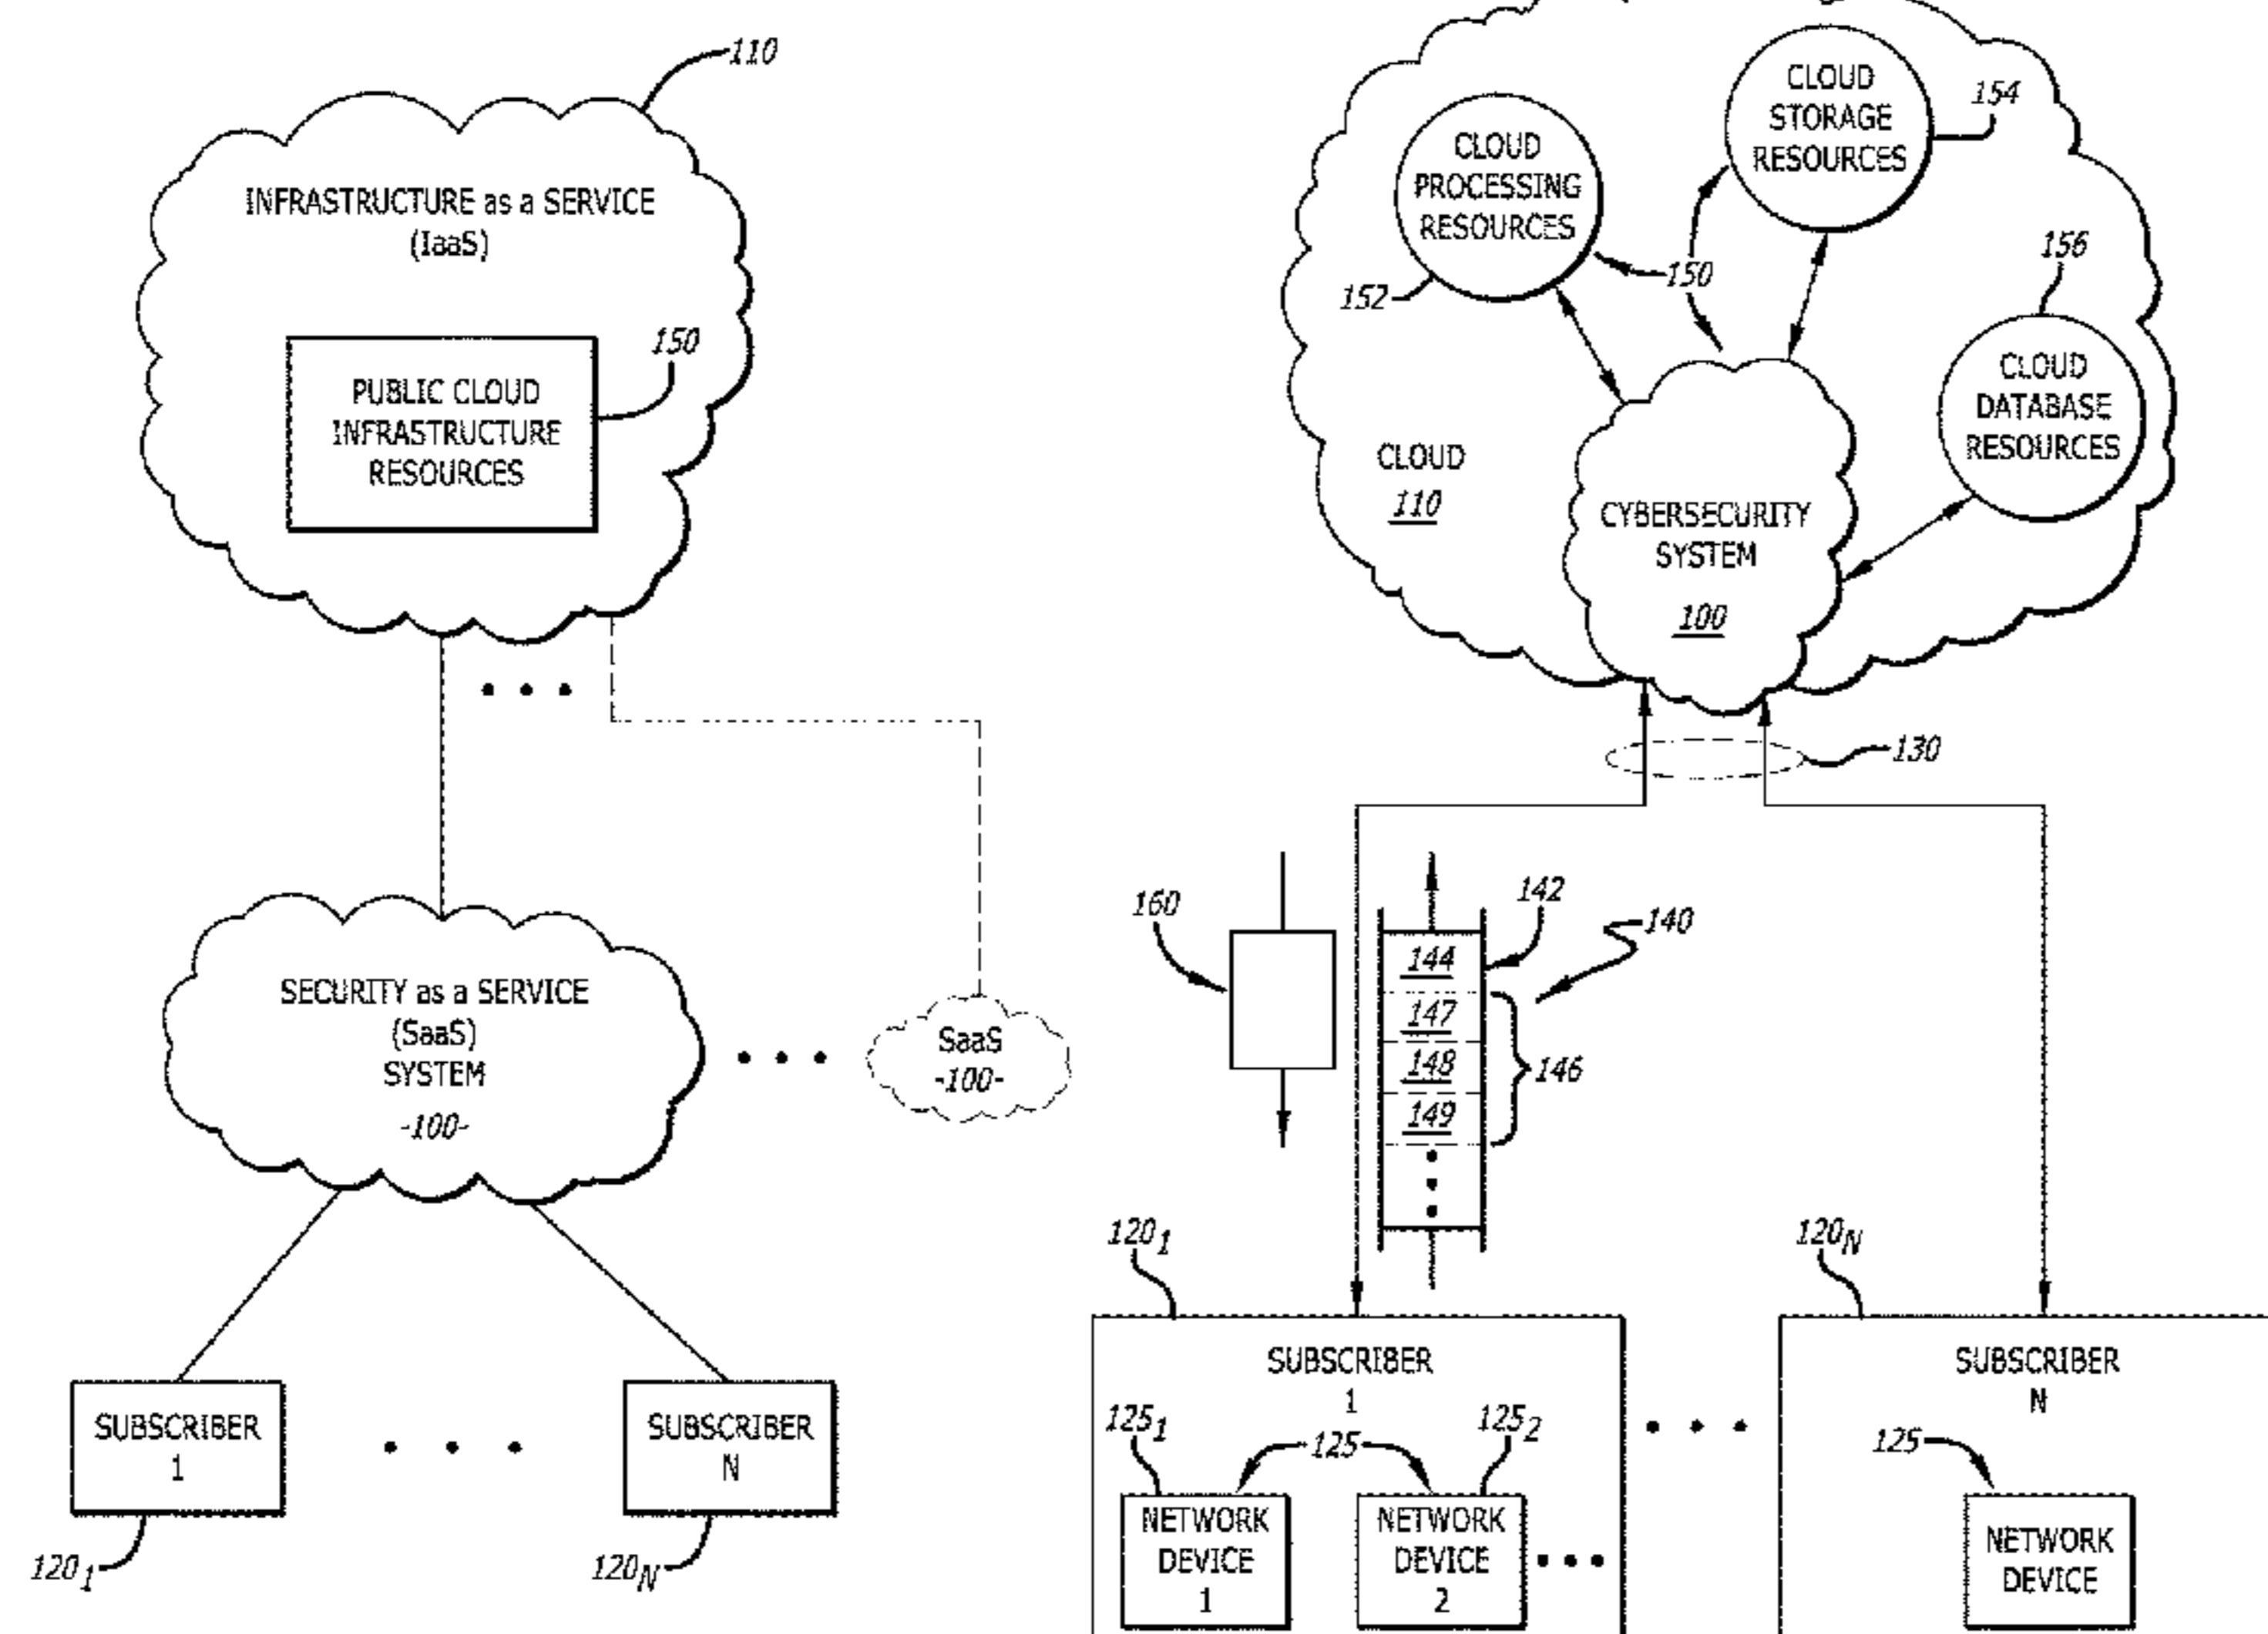 110
INFRASTRUCTURE as a SERVICE
(IaaS)
150
PUBLIC CLOUD
INFRASTRUCTURE
RESOURCES
SECURITY as a SERVICE
(SaaS)
SYSTEM
-100-
SaaS
-100-
SUBSCRIBER
1
SUBSCRIBER
N
120₁
120N
CLOUD
STORAGE
RESOURCES
154
CLOUD
PROCESSING
RESOURCES
152
150
156
CLOUD
DATABASE
RESOURCES
CLOUD
110
CYBERSECURITY
SYSTEM
100
130
160
142
140
144
147
148
149
146
120₁
120N
SUBSCRIBER
1
125₁
125
125₂
NETWORK
DEVICE
1
NETWORK
DEVICE
2
SUBSCRIBER
N
125
NETWORK
DEVICE